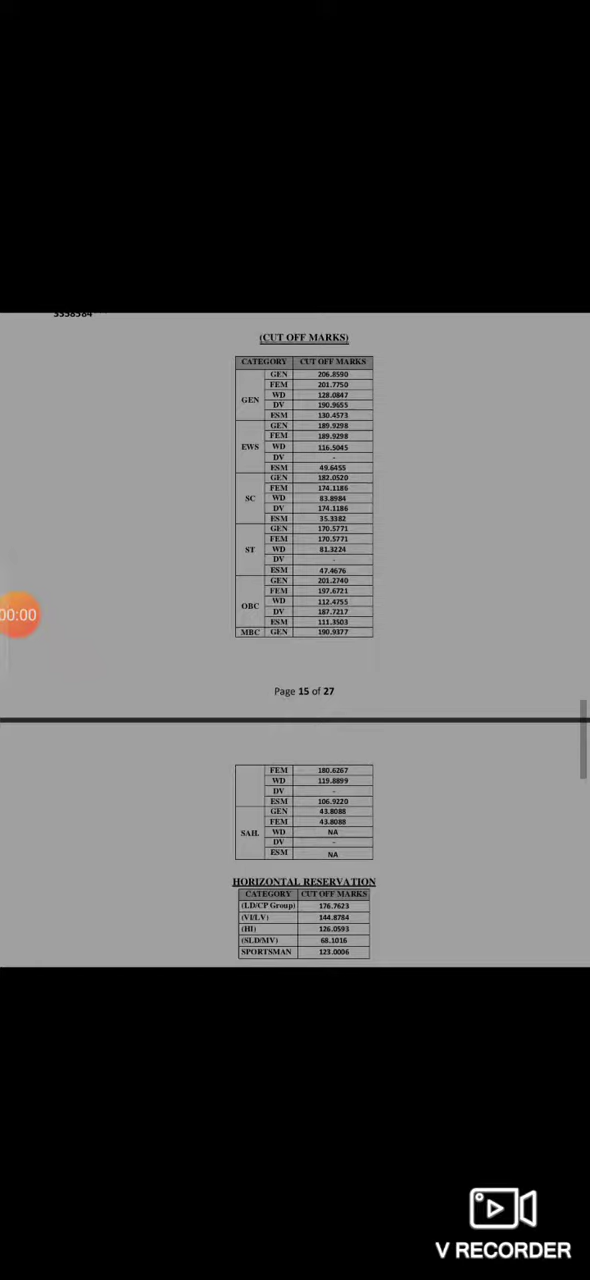 3338384
(CUT OFF MARKS)
CATEGORY CUT OFF MARKS
GEN GEN 206.8590
FEM 201.7750
WD 128.0847
DV 190.9655
ESM 130.4573
EWS GEN 189.9298
FEM 189.9298
WD 116.5045
DV -
ESM 49.6455
SC GEN 182.0520
FEM 174.1186
WD 83.8984
DV 174.1186
ESM 35.3382
ST GEN 170.5771
FEM 170.5771
WD 81.3224
DV -
ESM 47.4676
OBC GEN 201.2740
FEM 197.6721
WD 112.4755
DV 187.7217
ESM 111.3503
MBC GEN 190.9377
00:00
Page 15 of 27
FEM 180.6267
WD 119.8899
DV -
ESM 106.9220
SAH. GEN 43.8088
FEM 43.8088
WD NA
DV -
ESM NA
HORIZONTAL RESERVATION
CATEGORY CUT OFF MARKS
(LD/CP Group) 176.7623
(VI/LV) 144.8784
(HI) 126.0593
(SLD/MV) 68.1016
SPORTSMAN 123.0006
V RECORDER